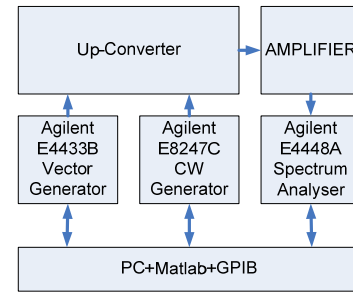 Up-Converter
AMPLIFIER
Agilent
E4433B
Vector
Generator
Agilent
E8247C
CW
Generator
Agilent
E4448A
Spectrum
Analyser
PC+Matlab+GPIB